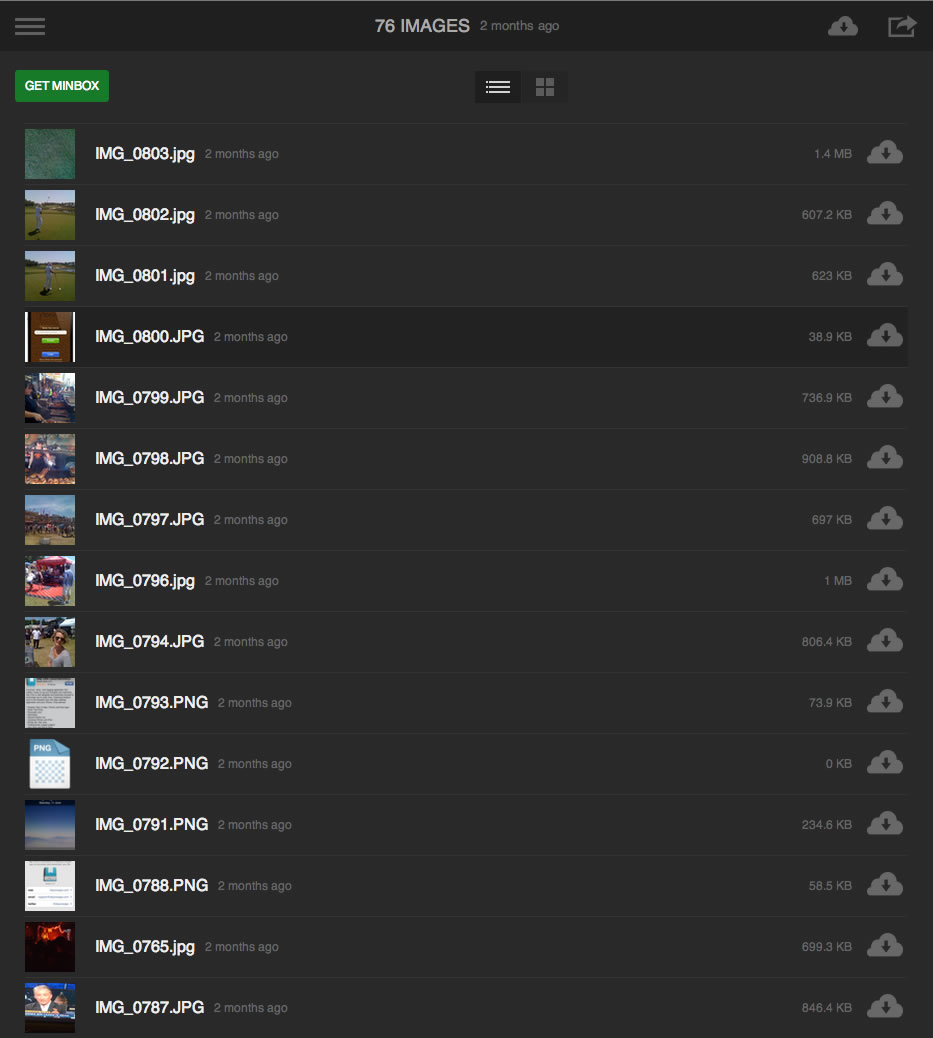 76 IMAGES 2 months ago
GET MINBOX
IMG_0803.jpg 2 months ago 1.4 MB
IMG_0802.jpg 2 months ago 607.2 KB
IMG_0801.jpg 2 months ago 623 KB
IMG_0800.JPG 2 months ago 38.9 KB
IMG_0799.JPG 2 months ago 736.9 KB
IMG_0798.JPG 2 months ago 908.8 KB
IMG_0797.JPG 2 months ago 697 KB
IMG_0796.jpg 2 months ago 1 MB
IMG_0794.JPG 2 months ago 806.4 KB
IMG_0793.PNG 2 months ago 73.9 KB
PNG
IMG_0792.PNG 2 months ago 0 KB
IMG_0791.PNG 2 months ago 234.6 KB
IMG_0788.PNG 2 months ago 58.5 KB
IMG_0765.jpg 2 months ago 699.3 KB
IMG_0787.JPG 2 months ago 846.4 KB